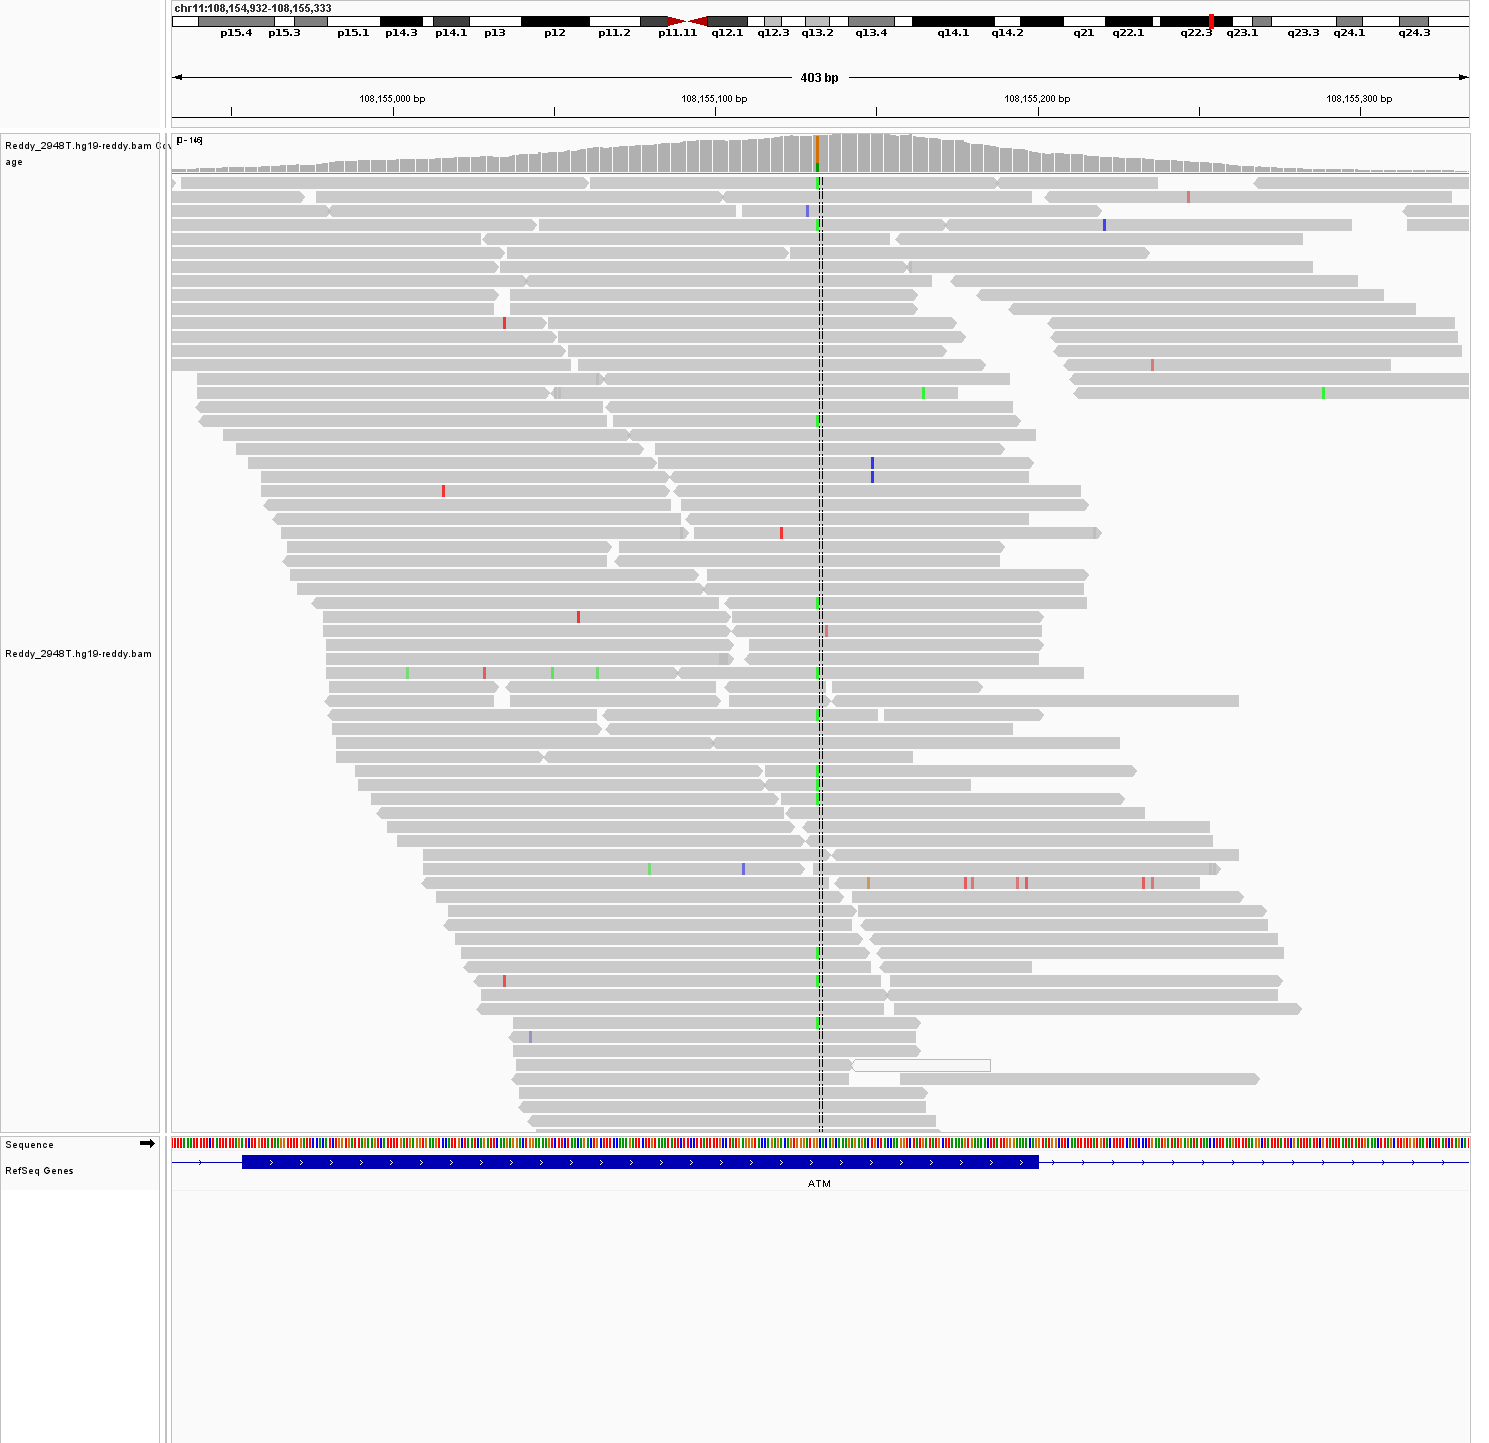 chr11:108,154,932-108,155,333
p15.4 p15.3 p15.1 p14.3 p14.1 p13 p12 p11.2 p11.11 q12.1 q12.3 q13.2 q13.4 q14.1 q14.2 q21 q22.1 q22.3 q23.1 q23.3 q24.1 q24.3
403 bp
108,155,000 bp 108,155,100 bp 108,155,200 bp 108,155,300 bp
[0 - 146]
Reddy_2948T.hg19-reddy.bam Cov
age
Reddy_2948T.hg19-reddy.bam
Sequence
RefSeq Genes
ATM